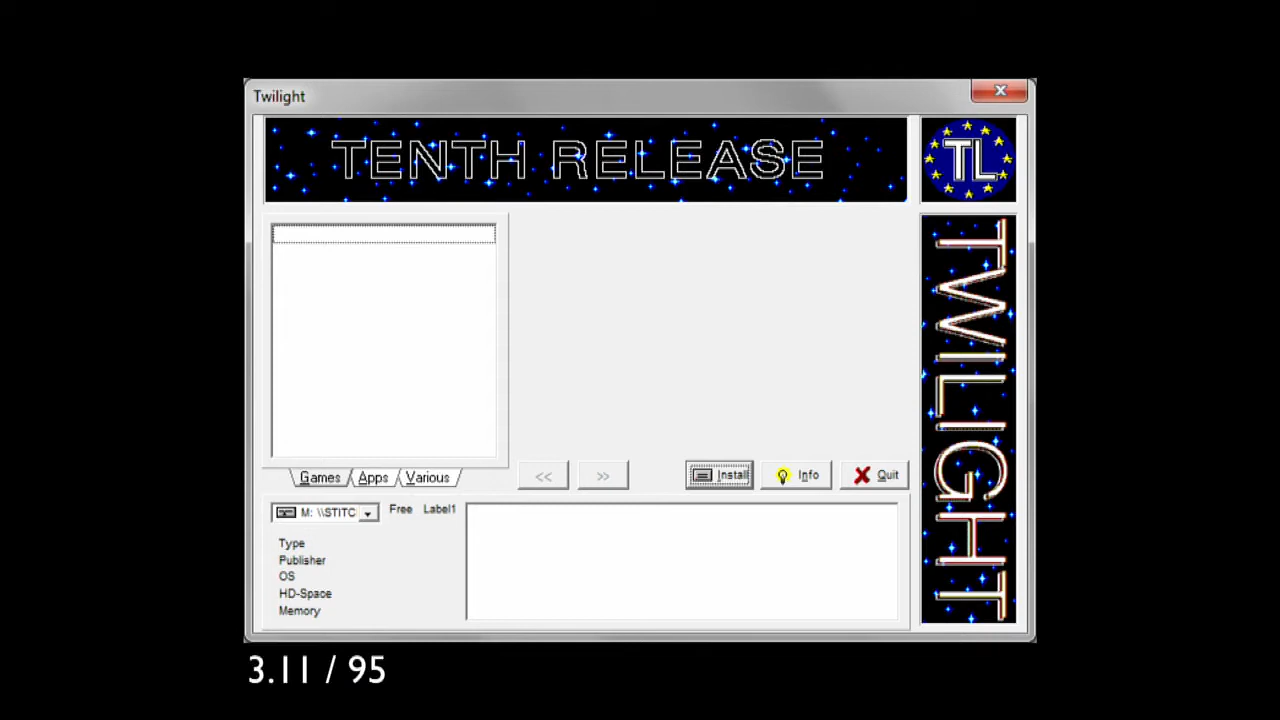 Twilight
TENTH RELEASE
TL
TWILIGHT
Games
Apps
Various
<<
>>
Install
Info
Quit
M: \\STITC
Free
Label1
Type
Publisher
OS
HD-Space
Memory
3.11 / 95